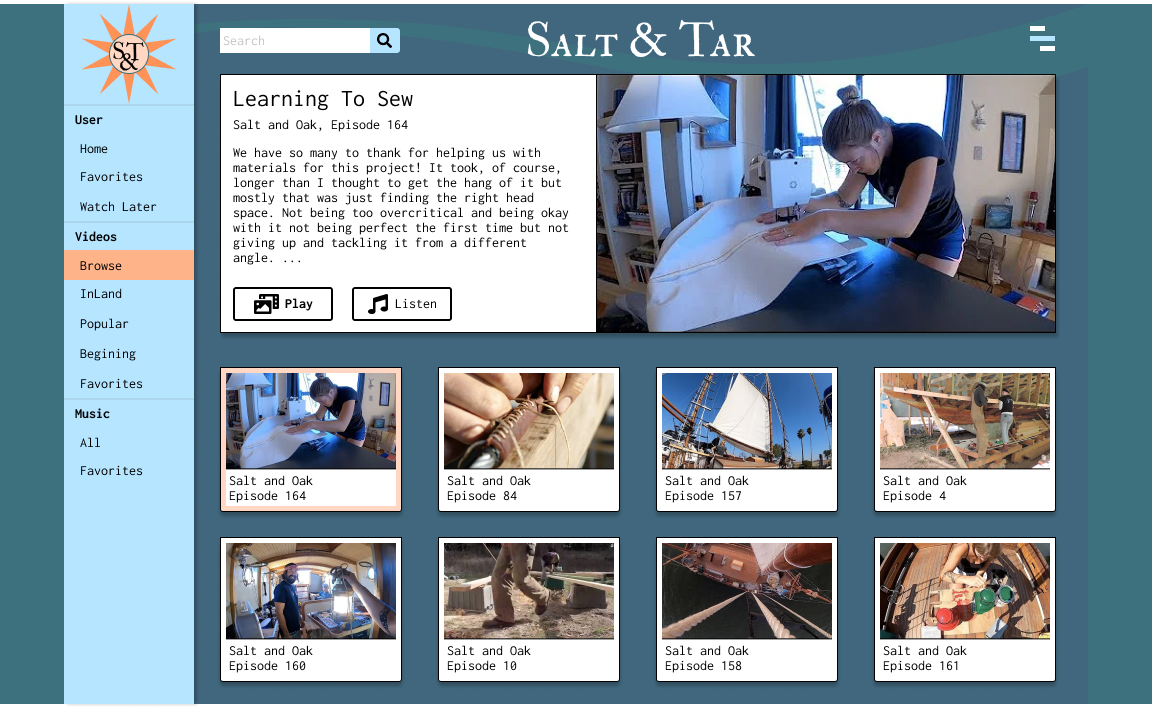 S&T
Search
Salt & Tar
User
Home
Favorites
Watch Later
Videos
Browse
InLand
Popular
Begining
Favorites
Music
All
Favorites
Learning To Sew
Salt and Oak, Episode 164
We have so many to thank for helping us with
materials for this project! It took, of course,
longer than I thought to get the hang of it but
mostly that was just finding the right head
space. Not being too overcritical and being okay
with it not being perfect the first time but not
giving up and tackling it from a different
angle. ...
Play
Listen
Salt and Oak
Episode 164
Salt and Oak
Episode 84
Salt and Oak
Episode 157
Salt and Oak
Episode 4
Salt and Oak
Episode 160
Salt and Oak
Episode 10
Salt and Oak
Episode 158
Salt and Oak
Episode 161